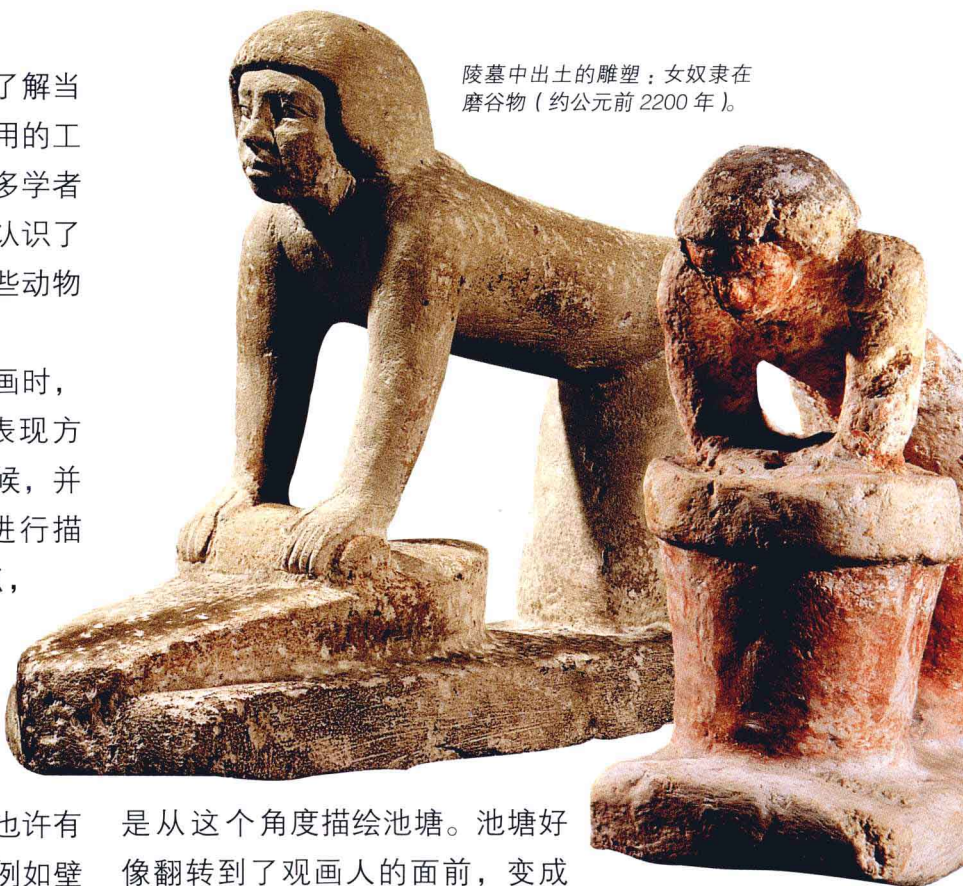 了解当
用的工
多学者
认识了
些动物
画时，
表现方
候，并
进行描
陵墓中出土的雕塑：女奴隶在
磨谷物（约公元前 2200 年）。
也许有
例如壁
是从这个角度描绘池塘。池塘好
像翻转到了观画人的面前，变成